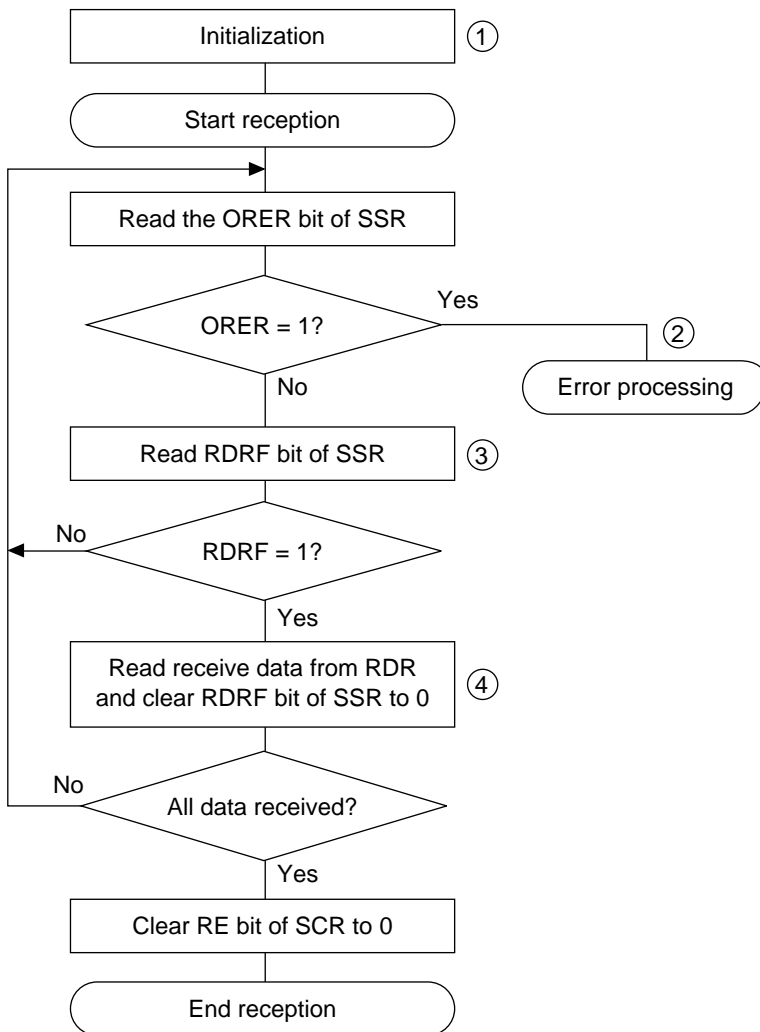 Initialization
1
Start reception
Read the ORER bit of SSR
ORER = 1?
Yes
2
Error processing
No
Read RDRF bit of SSR
3
No
RDRF = 1?
Yes
Read receive data from RDR
and clear RDRF bit of SSR to 0
4
No
All data received?
Yes
Clear RE bit of SCR to 0
End reception